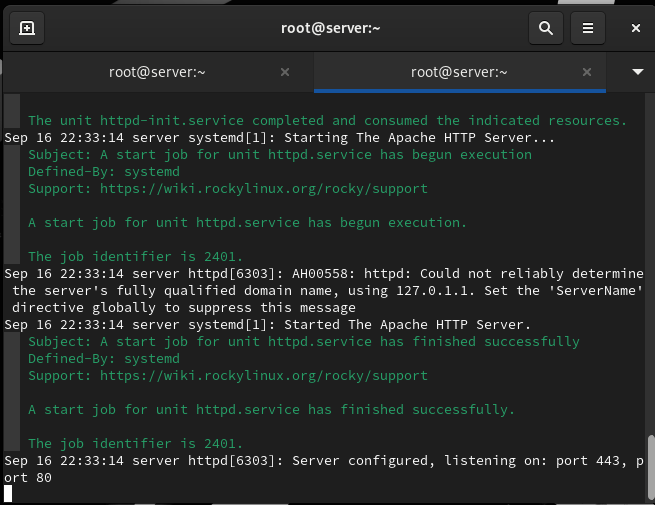 root@server:~
root@server:~
root@server:~
The unit httpd-init.service completed and consumed the indicated resources.
Sep 16 22:33:14 server systemd[1]: Starting The Apache HTTP Server...
Subject: A start job for unit httpd.service has begun execution
Defined-By: systemd
Support: https://wiki.rockylinux.org/rocky/support
A start job for unit httpd.service has begun execution.
The job identifier is 2401.
Sep 16 22:33:14 server httpd[6303]: AH00558: httpd: Could not reliably determine
the server's fully qualified domain name, using 127.0.1.1. Set the 'ServerName'
directive globally to suppress this message
Sep 16 22:33:14 server systemd[1]: Started The Apache HTTP Server.
Subject: A start job for unit httpd.service has finished successfully
Defined-By: systemd
Support: https://wiki.rockylinux.org/rocky/support
A start job for unit httpd.service has finished successfully.
The job identifier is 2401.
Sep 16 22:33:14 server httpd[6303]: Server configured, listening on: port 443, p
ort 80